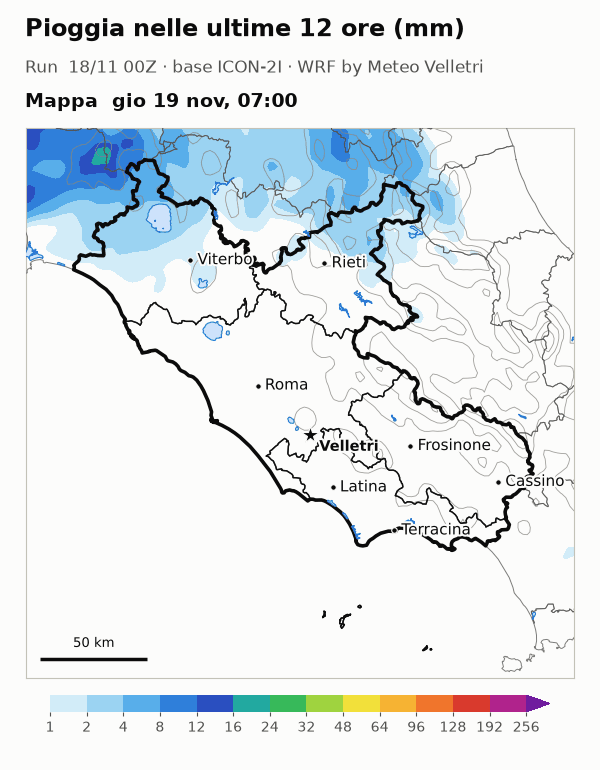 Pioggia nelle ultime 12 ore (mm)
Run 18/11 00Z · base ICON-2I · WRF by Meteo Velletri
Mappa gio 19 nov, 07:00
Viterbo
Rieti
Roma
Velletri
Frosinone
Latina
Cassino
Terracina
50 km
1 2 4 8 12 16 24 32 48 64 96 128 192 256